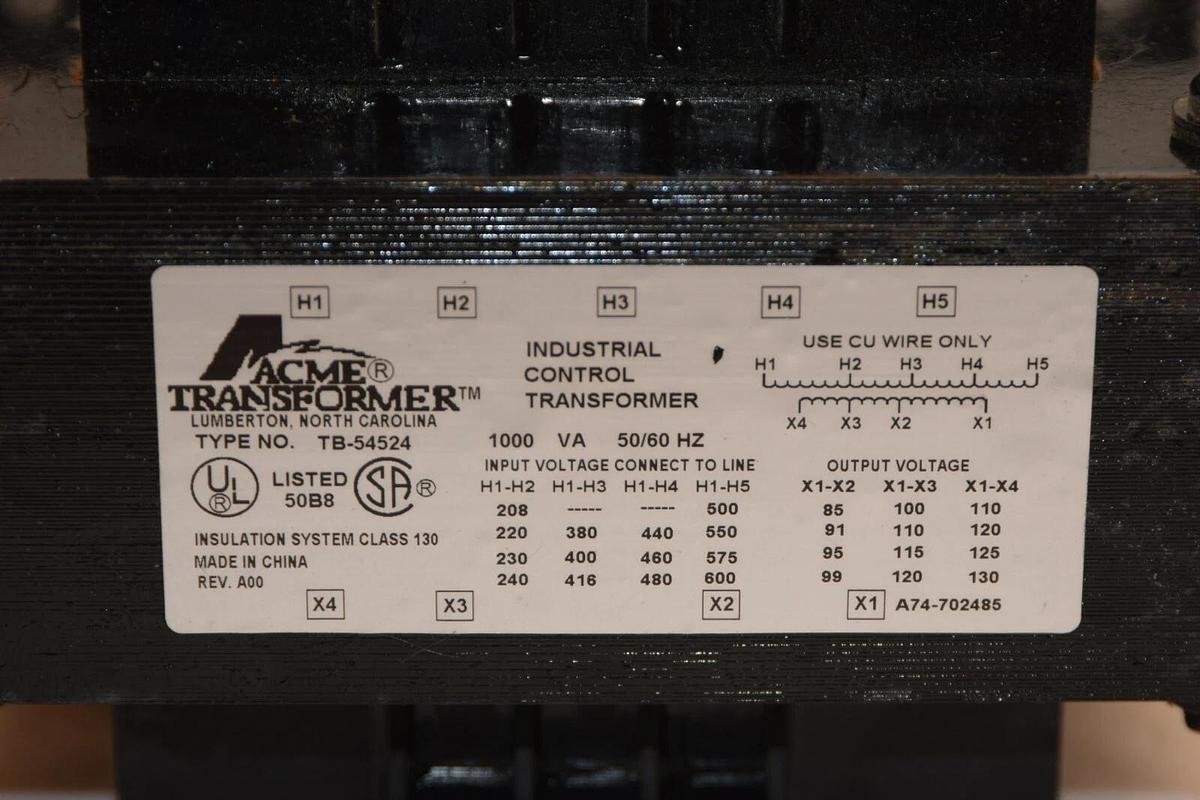 H1 H2 H3 H4 H5
ACME®
TRANSFORMER™
LUMBERTON, NORTH CAROLINA
TYPE NO. TB-54524
UL® LISTED 50B8 SA®
INSULATION SYSTEM CLASS 130
MADE IN CHINA
REV. A00
INDUSTRIAL
CONTROL
TRANSFORMER
1000 VA 50/60 HZ
INPUT VOLTAGE CONNECT TO LINE
H1-H2 H1-H3 H1-H4 H1-H5
208 ----- ----- 500
220 380 440 550
230 400 460 575
240 416 480 600
USE CU WIRE ONLY
H1 H2 H3 H4 H5
X4 X3 X2 X1
OUTPUT VOLTAGE
X1-X2 X1-X3 X1-X4
85 100 110
91 110 120
95 115 125
99 120 130
X4 X3 X2 X1 A74-702485